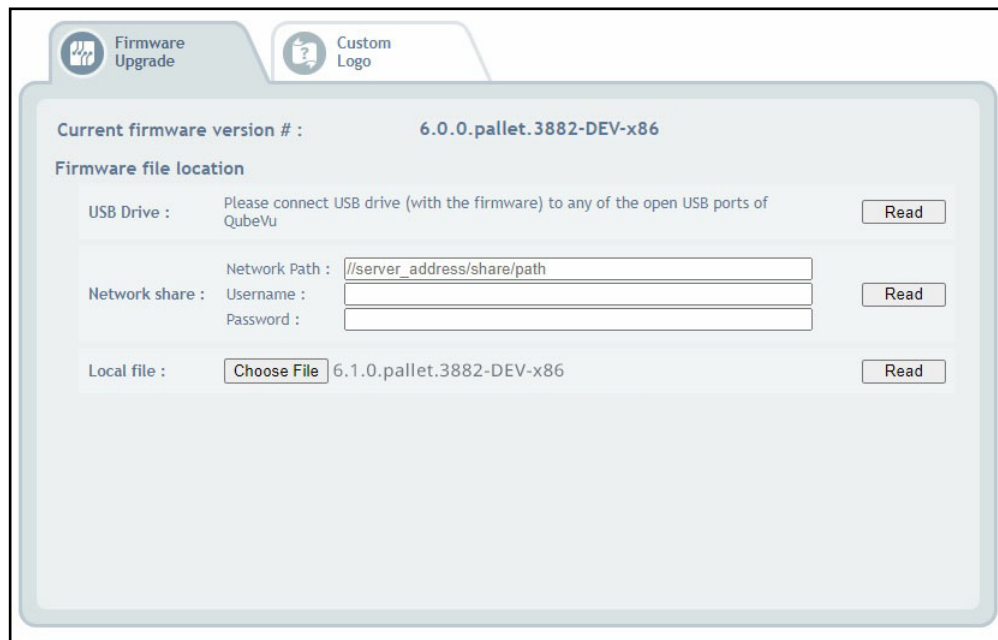 Firmware
Upgrade
Custom
Logo
Current firmware version # : 6.0.0.pallet.3882-DEV-x86
Firmware file location
USB Drive : Please connect USB drive (with the firmware) to any of the open USB ports of
QubeVu
Read
Network Path : //server_address/share/path
Network share : Username : Read
Password :
Local file : Choose File 6.1.0.pallet.3882-DEV-x86 Read